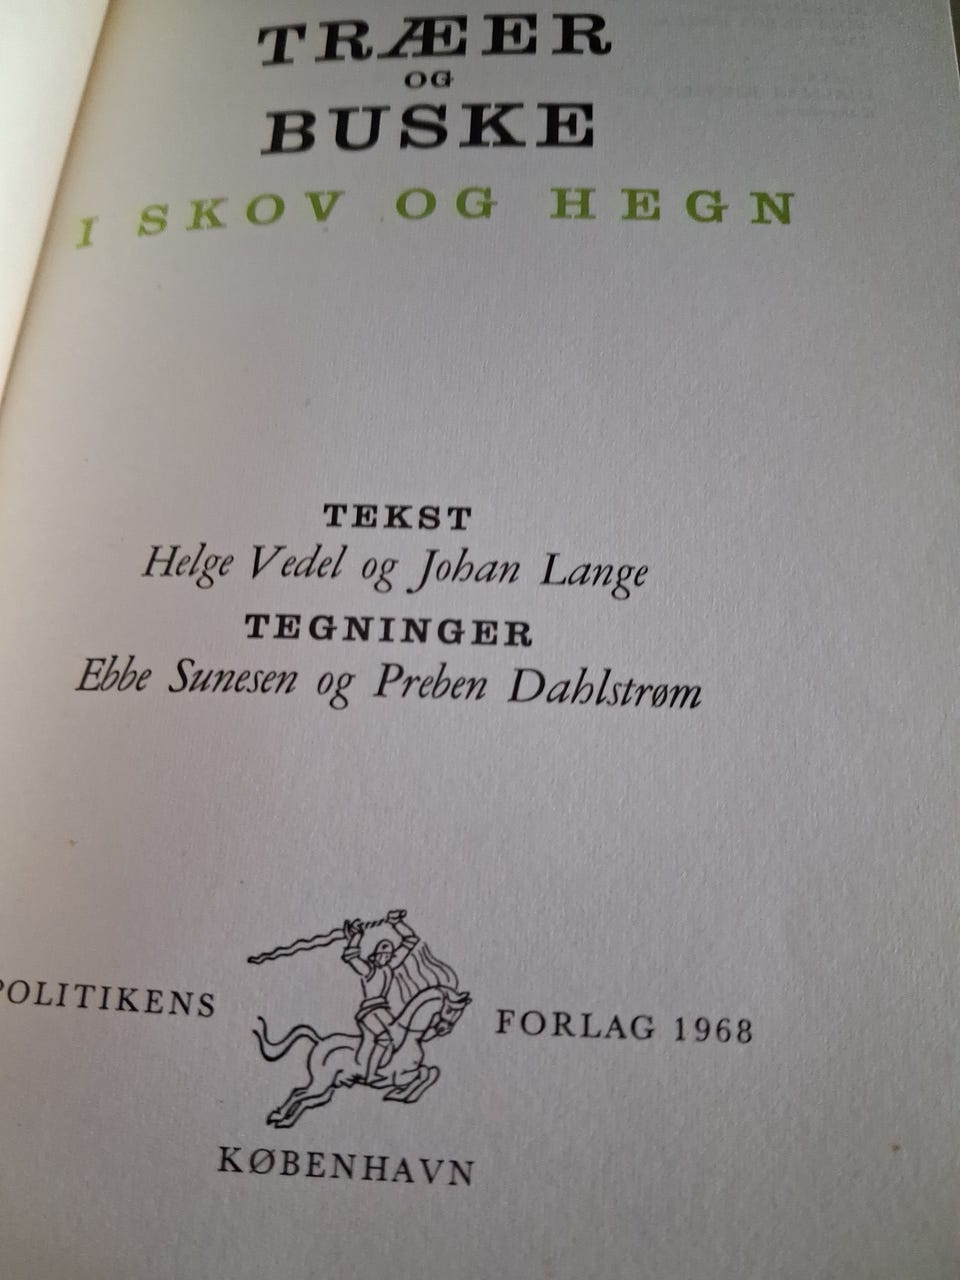 TRÆER
OG
BUSKE
I SKOV OG HEGN
TEKST
Helge Vedel og Johan Lange
TEGNINGER
Ebbe Sunesen og Preben Dahlstrøm
POLITIKENS FORLAG 1968
KØBENHAVN